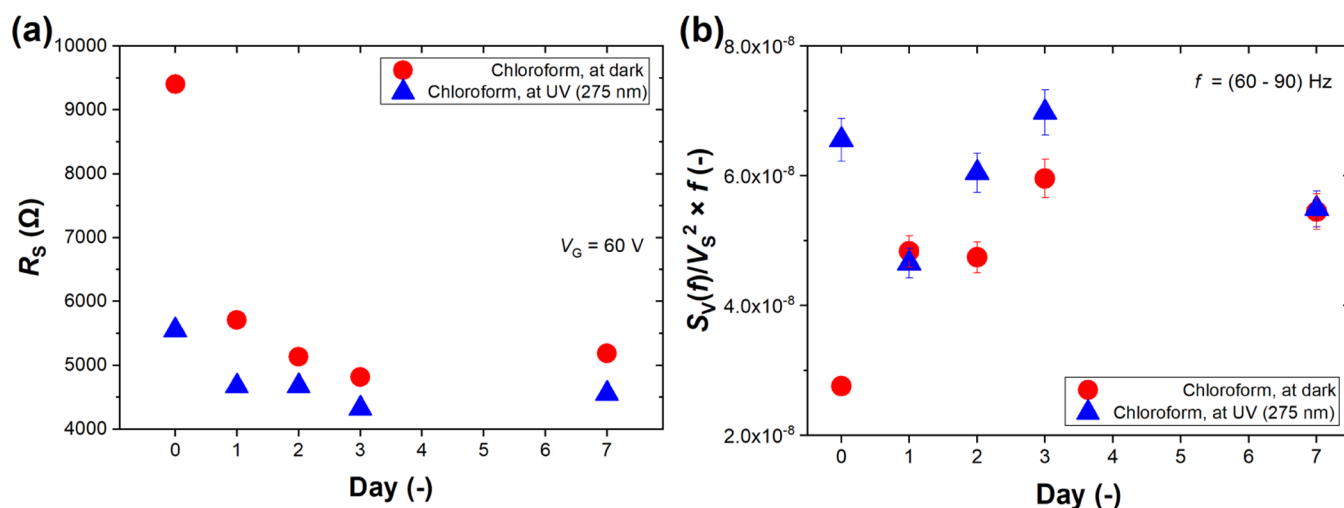 (a)
10000
9000
8000
7000
6000
5000
4000
R_S (Ω)
Chloroform, at dark
Chloroform, at UV (275 nm)
V_G = 60 V
0 1 2 3 4 5 6 7
Day (-)
(b)
8.0x10^-8
6.0x10^-8
4.0x10^-8
2.0x10^-8
S_V(f)/V_S^2 × f (-)
f = (60 - 90) Hz
Chloroform, at dark
Chloroform, at UV (275 nm)
0 1 2 3 4 5 6 7
Day (-)